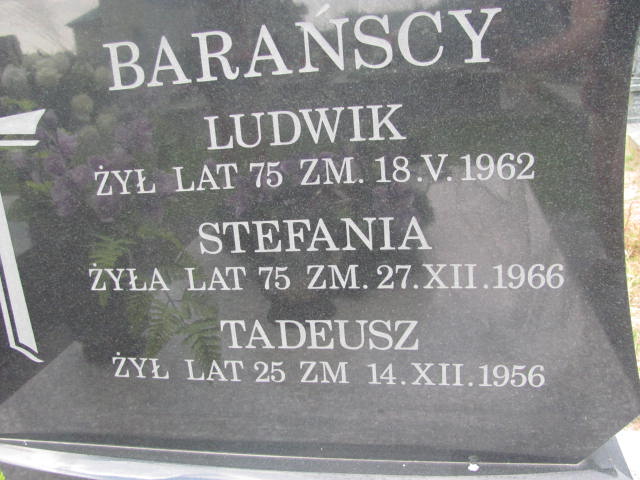 BARAŃSCY
LUDWIK
ŻYŁ LAT 75 ZM. 18.V.1962
STEFANIA
ŻYŁA LAT 75 ZM. 27.XII.1966
TADEUSZ
ŻYŁ LAT 25 ZM 14.XII.1956